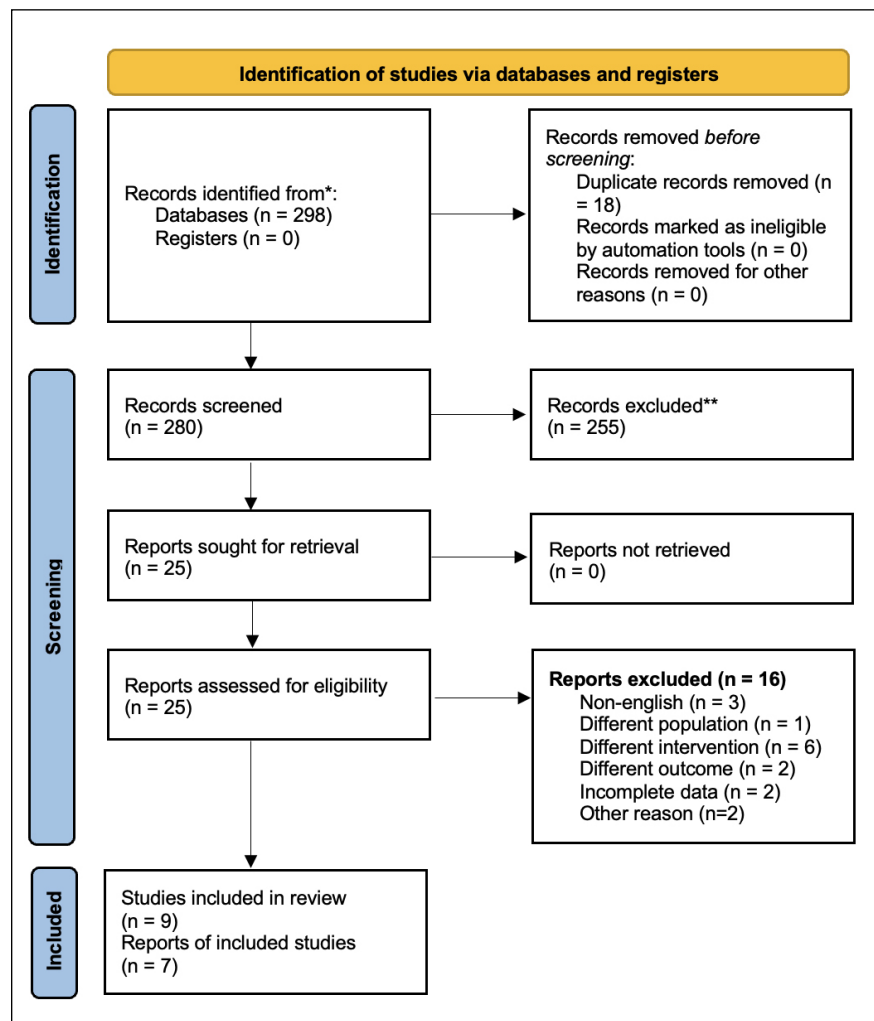 Identification of studies via databases and registers
Identification
Records identified from*:
Databases (n = 298)
Registers (n = 0)
Records removed before
screening:
Duplicate records removed (n
= 18)
Records marked as ineligible
by automation tools (n = 0)
Records removed for other
reasons (n = 0)
Screening
Records screened
(n = 280)
Records excluded**
(n = 255)
Reports sought for retrieval
(n = 25)
Reports not retrieved
(n = 0)
Reports assessed for eligibility
(n = 25)
Reports excluded (n = 16)
Non-english (n = 3)
Different population (n = 1)
Different intervention (n = 6)
Different outcome (n = 2)
Incomplete data (n = 2)
Other reason (n=2)
Included
Studies included in review
(n = 9)
Reports of included studies
(n = 7)